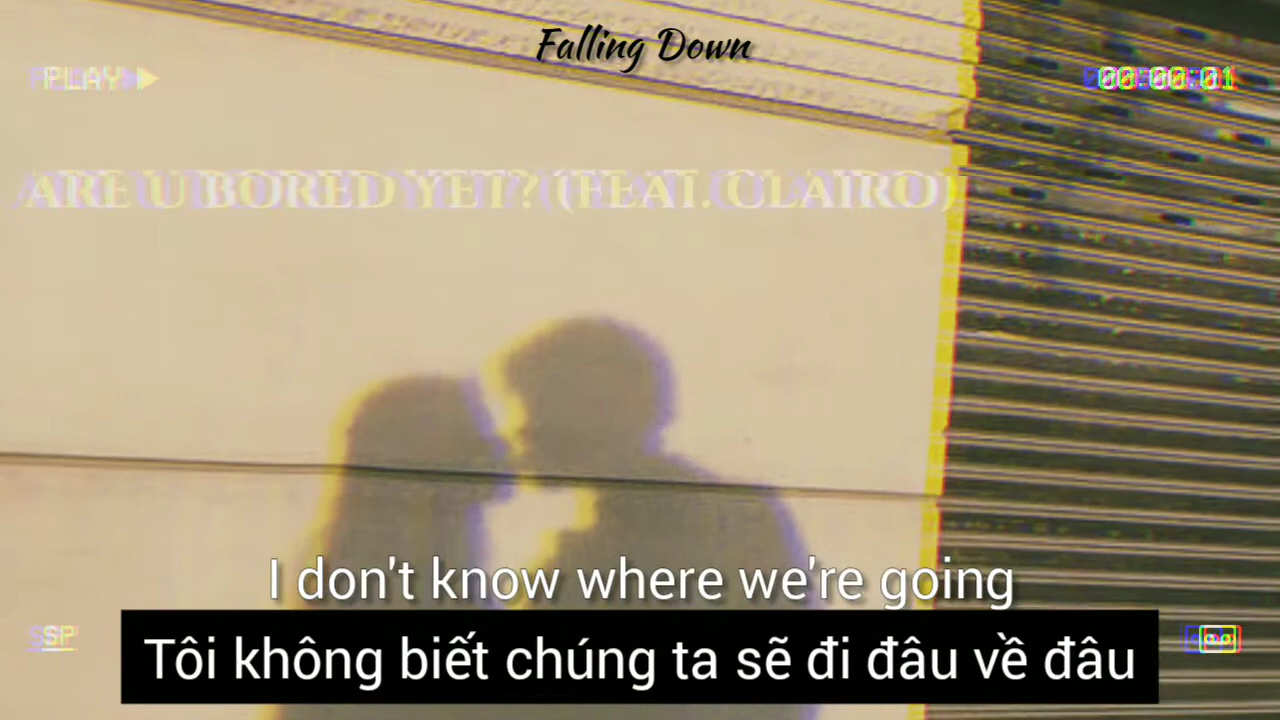 Falling Down
PLAY
00:00:01
ARE U BORED YET? (FEAT. CLAIRO)
I don't know where we're going
SP
Tôi không biết chúng ta sẽ đi đâu về đâu